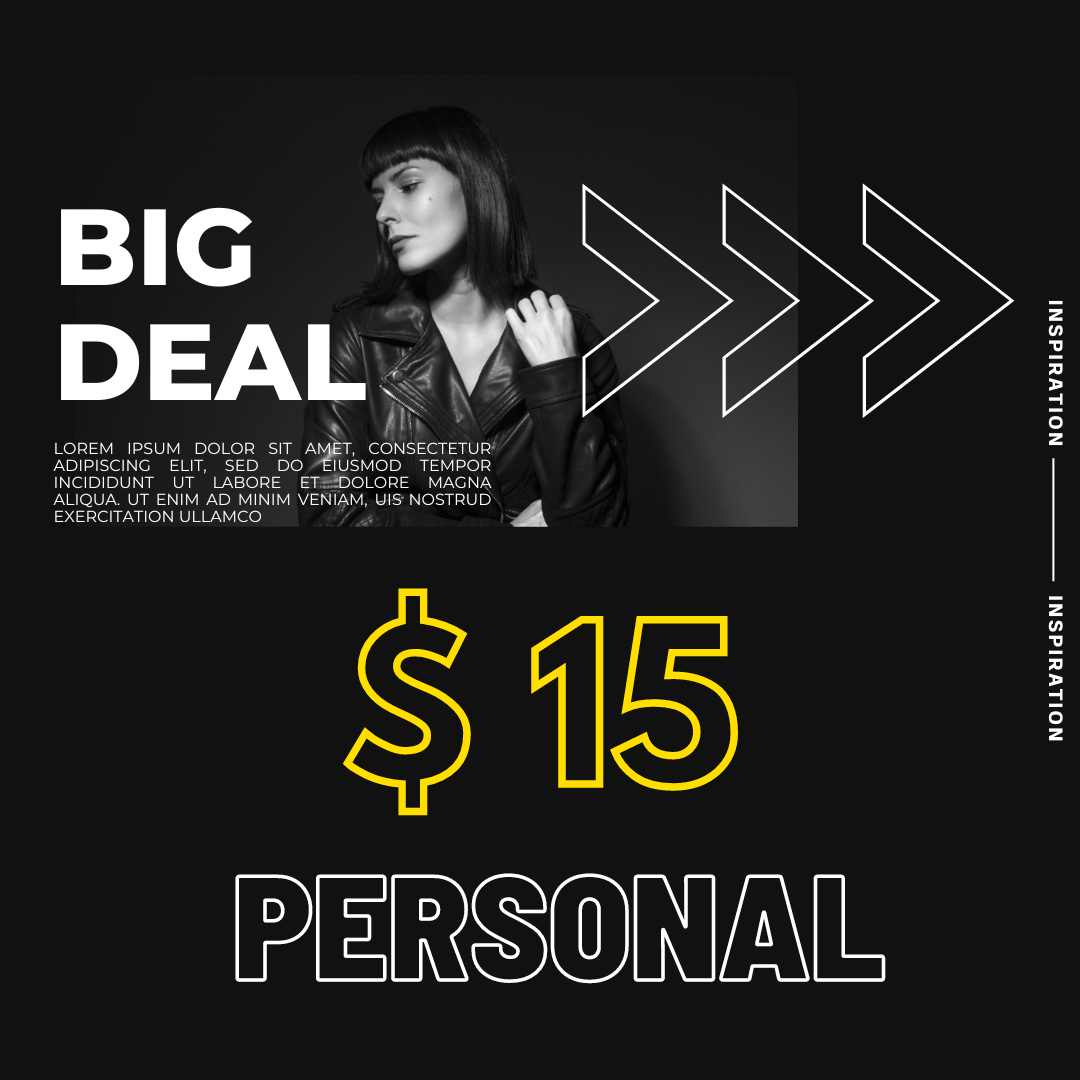 BIG
DEAL
LOREM IPSUM DOLOR SIT AMET, CONSECTETUR
ADIPISCING ELIT, SED DO EIUSMOD TEMPOR
INCIDIDUNT UT LABORE ET DOLORE MAGNA
ALIQUA. UT ENIM AD MINIM VENIAM, UIS NOSTRUD
EXERCITATION ULLAMCO
INSPIRATION
INSPIRATION
$ 15
PERSONAL